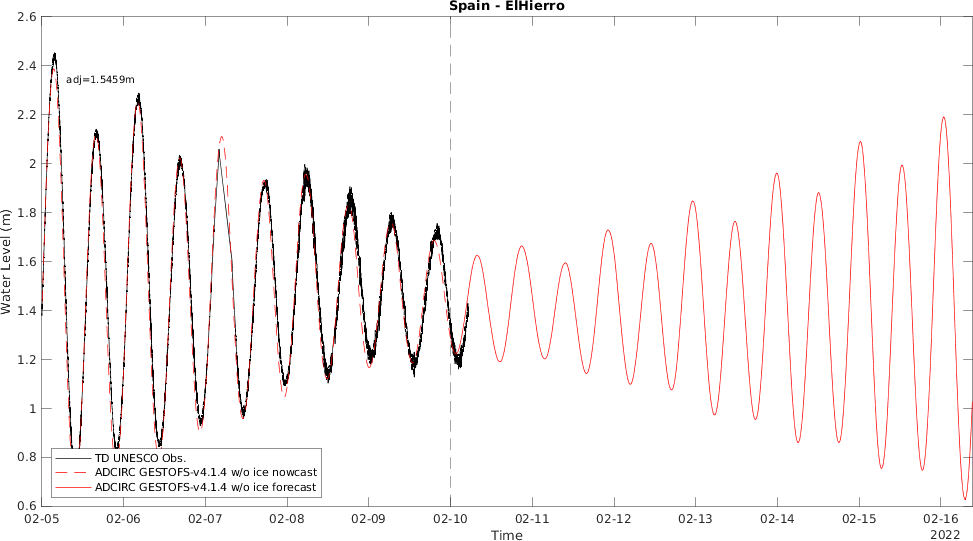 Spain - ElHierro
Water Level (m)
2.6
2.4
2.2
2
1.8
1.6
1.4
1.2
1
0.8
0.6
adj=1.5459m
TD UNESCO Obs.
ADCIRC GESTOFS-v4.1.4 w/o ice nowcast
ADCIRC GESTOFS-v4.1.4 w/o ice forecast
02-05 02-06 02-07 02-08 02-09 02-10 02-11 02-12 02-13 02-14 02-15 02-16
Time
2022